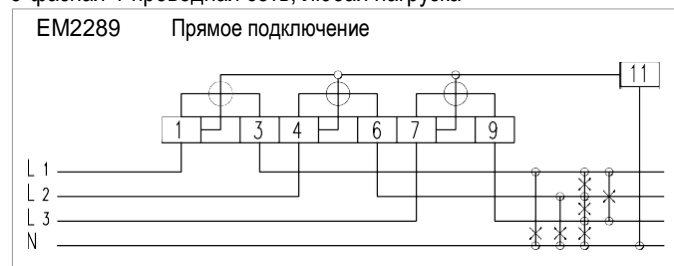 3-фазная 4-проводная сеть, любая нагрузка
EM2289 Прямое подключение
11
1 3 4 6 7 9
L 1
L 2
L 3
N